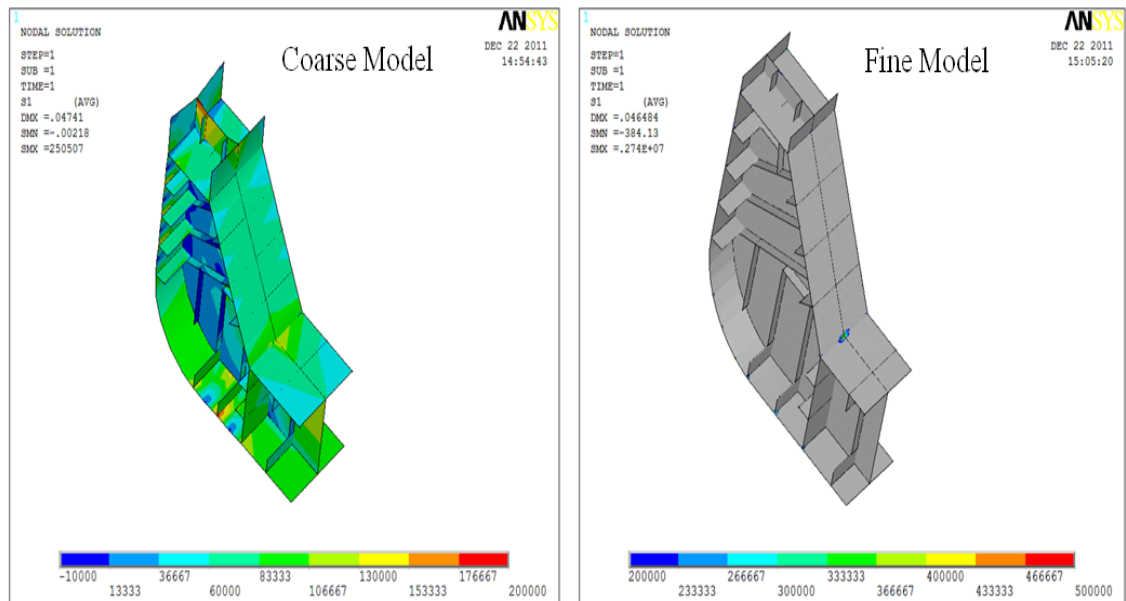 1
ANSYS
NODAL SOLUTION
DEC 22 2011
14:54:43
Coarse Model
STEP=1
SUB =1
TIME=1
S1 (AVG)
DMX =.04741
SMN =-.00218
SMX =250507
-10000 36667 83333 130000 176667
13333 60000 106667 153333 200000
1
ANSYS
NODAL SOLUTION
DEC 22 2011
15:05:20
Fine Model
STEP=1
SUB =1
TIME=1
S1 (AVG)
DMX =.046484
SMN =-384.13
SMX =.274E+07
200000 266667 333333 400000 466667
233333 300000 366667 433333 500000